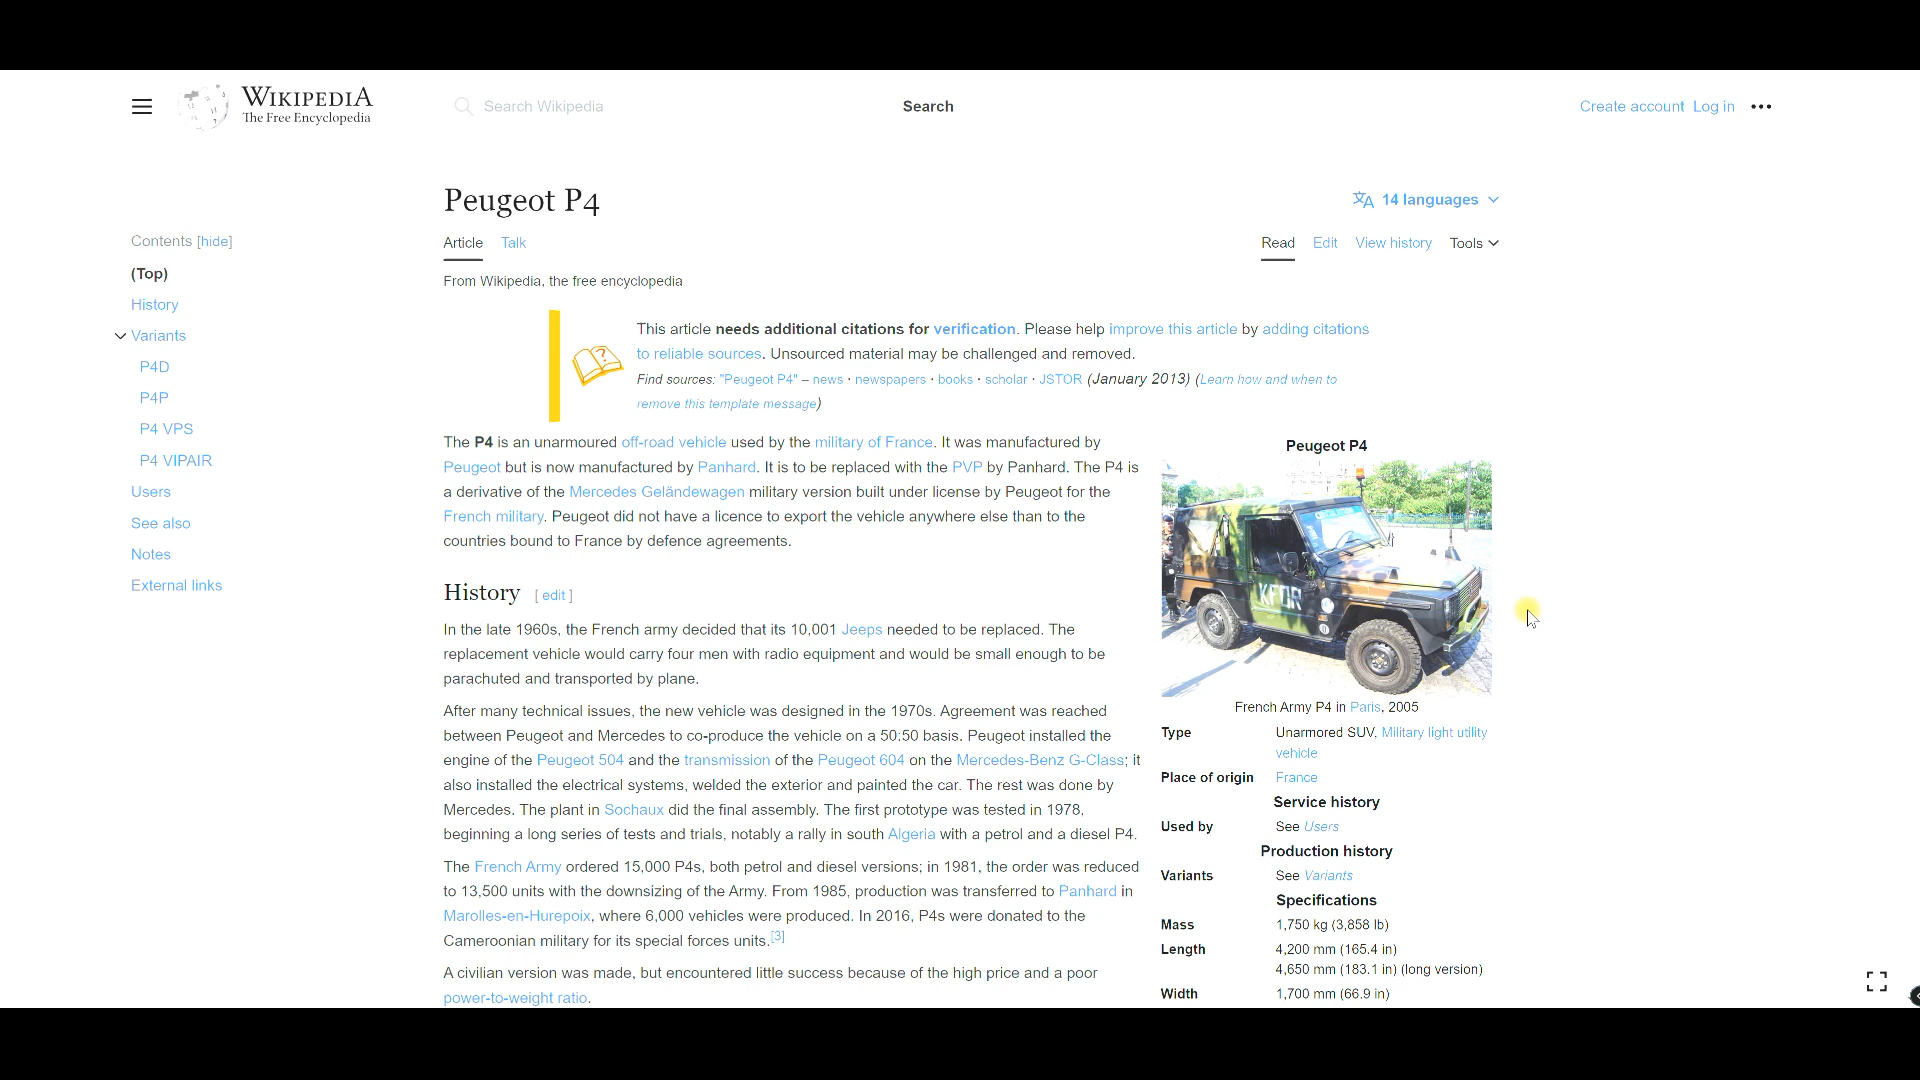 WIKIPEDIA
The Free Encyclopedia
Search Wikipedia
Search
Create account Log in
Peugeot P4
14 languages
Article Talk
Read Edit View history Tools
From Wikipedia, the free encyclopedia
Contents [hide]
(Top)
History
Variants
P4D
P4P
P4 VPS
P4 VIPAIR
Users
See also
Notes
External links
This article needs additional citations for verification. Please help improve this article by adding citations
to reliable sources. Unsourced material may be challenged and removed.
Find sources: "Peugeot P4" – news · newspapers · books · scholar · JSTOR (January 2013) (Learn how and when to
remove this template message)
The P4 is an unarmoured off-road vehicle used by the military of France. It was manufactured by
Peugeot but is now manufactured by Panhard. It is to be replaced with the PVP by Panhard. The P4 is
a derivative of the Mercedes Geländewagen military version built under license by Peugeot for the
French military. Peugeot did not have a licence to export the vehicle anywhere else than to the
countries bound to France by defence agreements.
History [ edit ]
In the late 1960s, the French army decided that its 10,001 Jeeps needed to be replaced. The
replacement vehicle would carry four men with radio equipment and would be small enough to be
parachuted and transported by plane.
After many technical issues, the new vehicle was designed in the 1970s. Agreement was reached
between Peugeot and Mercedes to co-produce the vehicle on a 50:50 basis. Peugeot installed the
engine of the Peugeot 504 and the transmission of the Peugeot 604 on the Mercedes-Benz G-Class; it
also installed the electrical systems, welded the exterior and painted the car. The rest was done by
Mercedes. The plant in Sochaux did the final assembly. The first prototype was tested in 1978,
beginning a long series of tests and trials, notably a rally in south Algeria with a petrol and a diesel P4.
The French Army ordered 15,000 P4s, both petrol and diesel versions; in 1981, the order was reduced
to 13,500 units with the downsizing of the Army. From 1985, production was transferred to Panhard in
Marolles-en-Hurepoix, where 6,000 vehicles were produced. In 2016, P4s were donated to the
Cameroonian military for its special forces units.[3]
A civilian version was made, but encountered little success because of the high price and a poor
power-to-weight ratio.
Peugeot P4
KFOR
French Army P4 in Paris, 2005
Type Unarmored SUV, Military light utility
vehicle
Place of origin France
Service history
Used by See Users
Production history
Variants See Variants
Specifications
Mass 1,750 kg (3,858 lb)
Length 4,200 mm (165.4 in)
4,650 mm (183.1 in) (long version)
Width 1,700 mm (66.9 in)